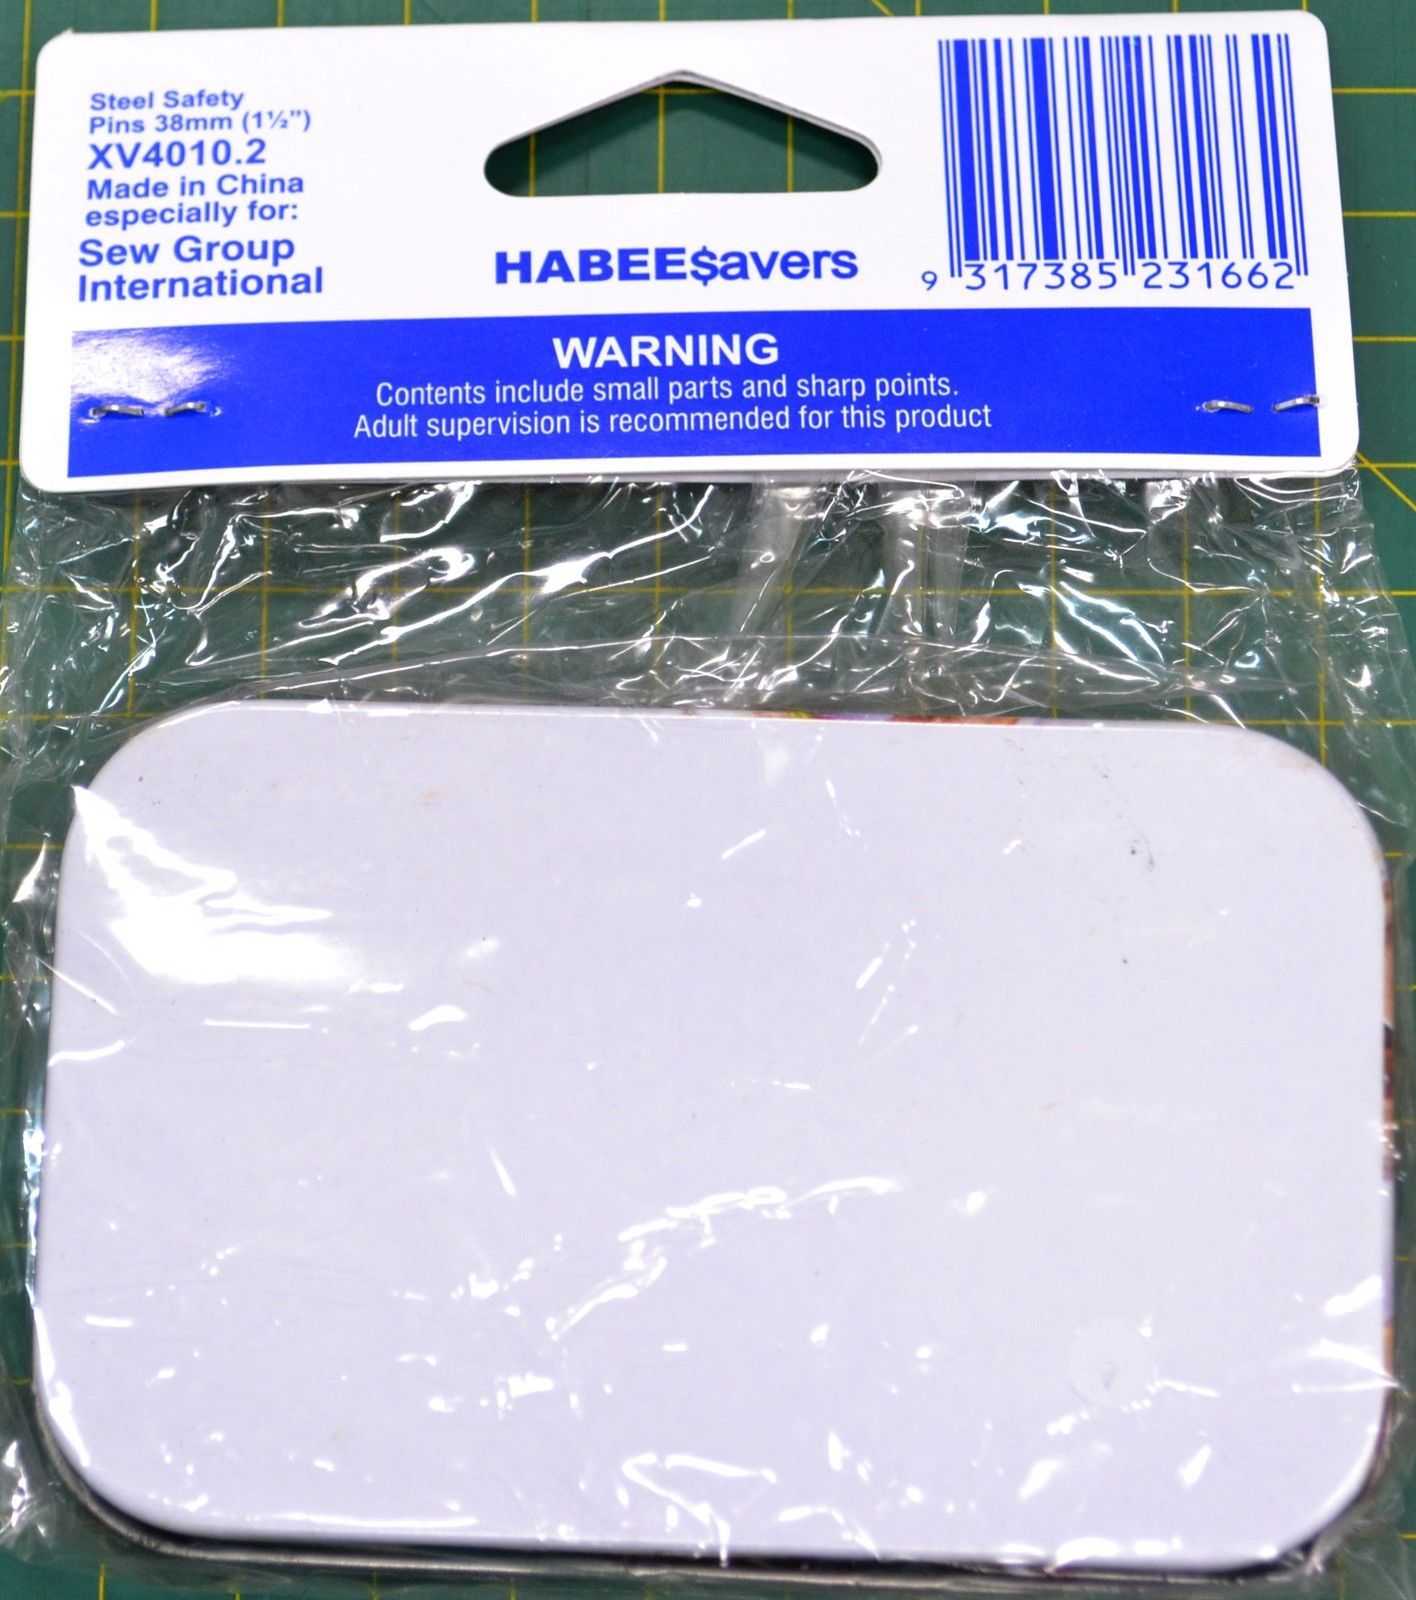 Steel Safety
Pins 38mm (1½")
XV4010.2
Made in China
especially for:
Sew Group
International
HABEE$avers
9 317385 231662
WARNING
Contents include small parts and sharp points.
Adult supervision is recommended for this product